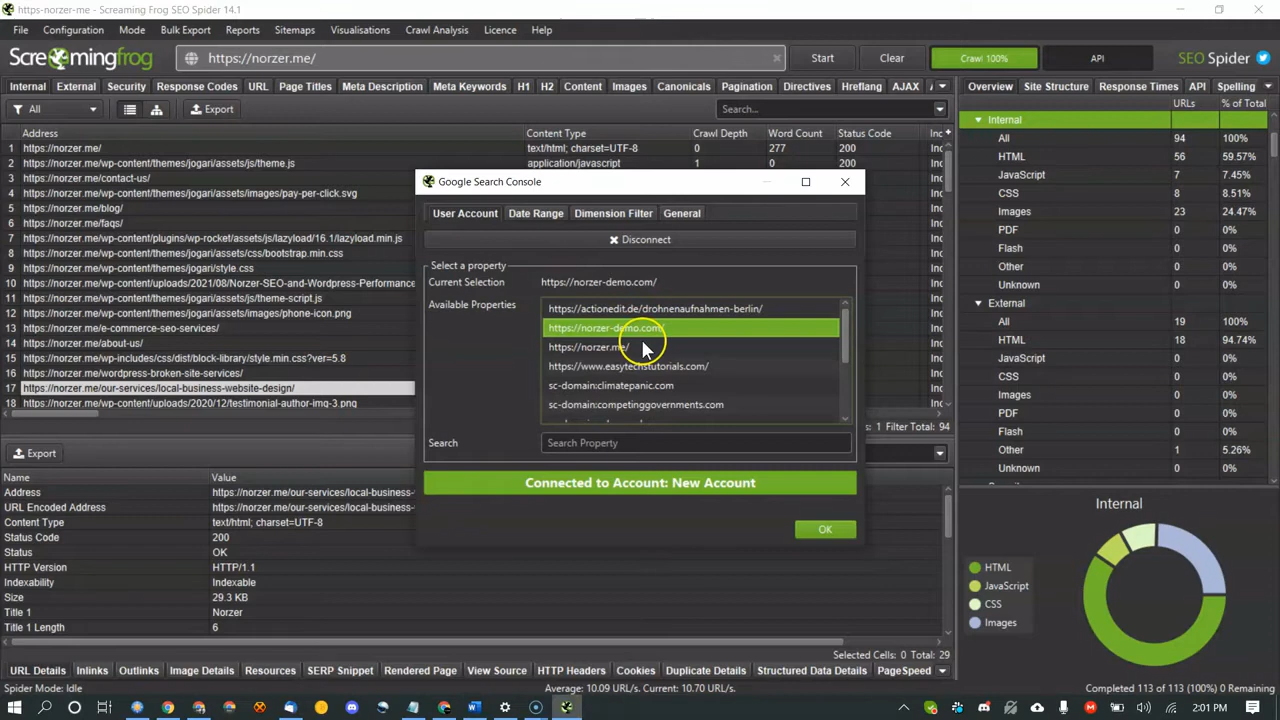 https-norzer-me - Screaming Frog SEO Spider 14.1
File Configuration Mode Bulk Export Reports Sitemaps Visualisations Crawl Analysis Licence Help
Screamingfrog https://norzer.me/ Start Clear Crawl 100% API SEO Spider
Internal External Security Response Codes URL Page Titles Meta Description Meta Keywords H1 H2 Content Images Canonicals Pagination Directives Hreflang AJAX
All Export Search...
Address Content Type Crawl Depth Word Count Status Code
1 https://norzer.me/ text/html; charset=UTF-8 0 277 200
2 https://norzer.me/wp-content/themes/jogari/assets/js/theme.js application/javascript 1 0 200
3 https://norzer.me/contact-us/
4 https://norzer.me/wp-content/themes/jogari/assets/images/pay-per-click.svg
5 https://norzer.me/blog/
6 https://norzer.me/faqs/
7 https://norzer.me/wp-content/plugins/wp-rocket/assets/js/lazyload/16.1/lazyload.min.js
8 https://norzer.me/wp-content/themes/jogari/assets/css/bootstrap.min.css
9 https://norzer.me/wp-content/themes/jogari/style.css
10 https://norzer.me/wp-content/uploads/2021/08/Norzer-SEO-and-Wordpress-Performance
11 https://norzer.me/wp-content/themes/jogari/assets/js/theme-script.js
12 https://norzer.me/wp-content/themes/jogari/assets/images/phone-icon.png
13 https://norzer.me/e-commerce-seo-services/
14 https://norzer.me/about-us/
15 https://norzer.me/wp-includes/css/dist/block-library/style.min.css?ver=5.8
16 https://norzer.me/wordpress-broken-site-services/
17 https://norzer.me/our-services/local-business-website-design/
18 https://norzer.me/wp-content/uploads/2020/12/testimonial-author-img-3.png
s: 1 Filter Total: 94
Google Search Console
User Account Date Range Dimension Filter General
Disconnect
Select a property
Current Selection https://norzer-demo.com/
Available Properties https://actionedit.de/drohnenaufnahmen-berlin/
https://norzer-demo.com/
https://norzer.me/
https://www.easytechstutorials.com/
sc-domain:climatepanic.com
sc-domain:competinggovernments.com
Search Search Property
Connected to Account: New Account
OK
Export
Name Value
Address https://norzer.me/our-services/local-business-
URL Encoded Address https://norzer.me/our-services/local-business-
Content Type text/html; charset=UTF-8
Status Code 200
Status OK
HTTP Version HTTP/1.1
Indexability Indexable
Size 29.3 KB
Title 1 Norzer
Title 1 Length 6
Selected Cells: 0 Total: 29
URL Details Inlinks Outlinks Image Details Resources SERP Snippet Rendered Page View Source HTTP Headers Cookies Duplicate Details Structured Data Details PageSpeed
Overview Site Structure Response Times API Spelling
URLs % of Total
Internal
All 94 100%
HTML 56 59.57%
JavaScript 7 7.45%
CSS 8 8.51%
Images 23 24.47%
PDF 0 0%
Flash 0 0%
Other 0 0%
Unknown 0 0%
External
All 19 100%
HTML 18 94.74%
JavaScript 0 0%
CSS 0 0%
Images 0 0%
PDF 0 0%
Flash 0 0%
Other 1 5.26%
Unknown 0 0%
Internal
HTML
JavaScript
CSS
Images
Spider Mode: Idle Average: 10.09 URL/s. Current: 10.70 URL/s. Completed 113 of 113 (100%) 0 Remaining
2:01 PM